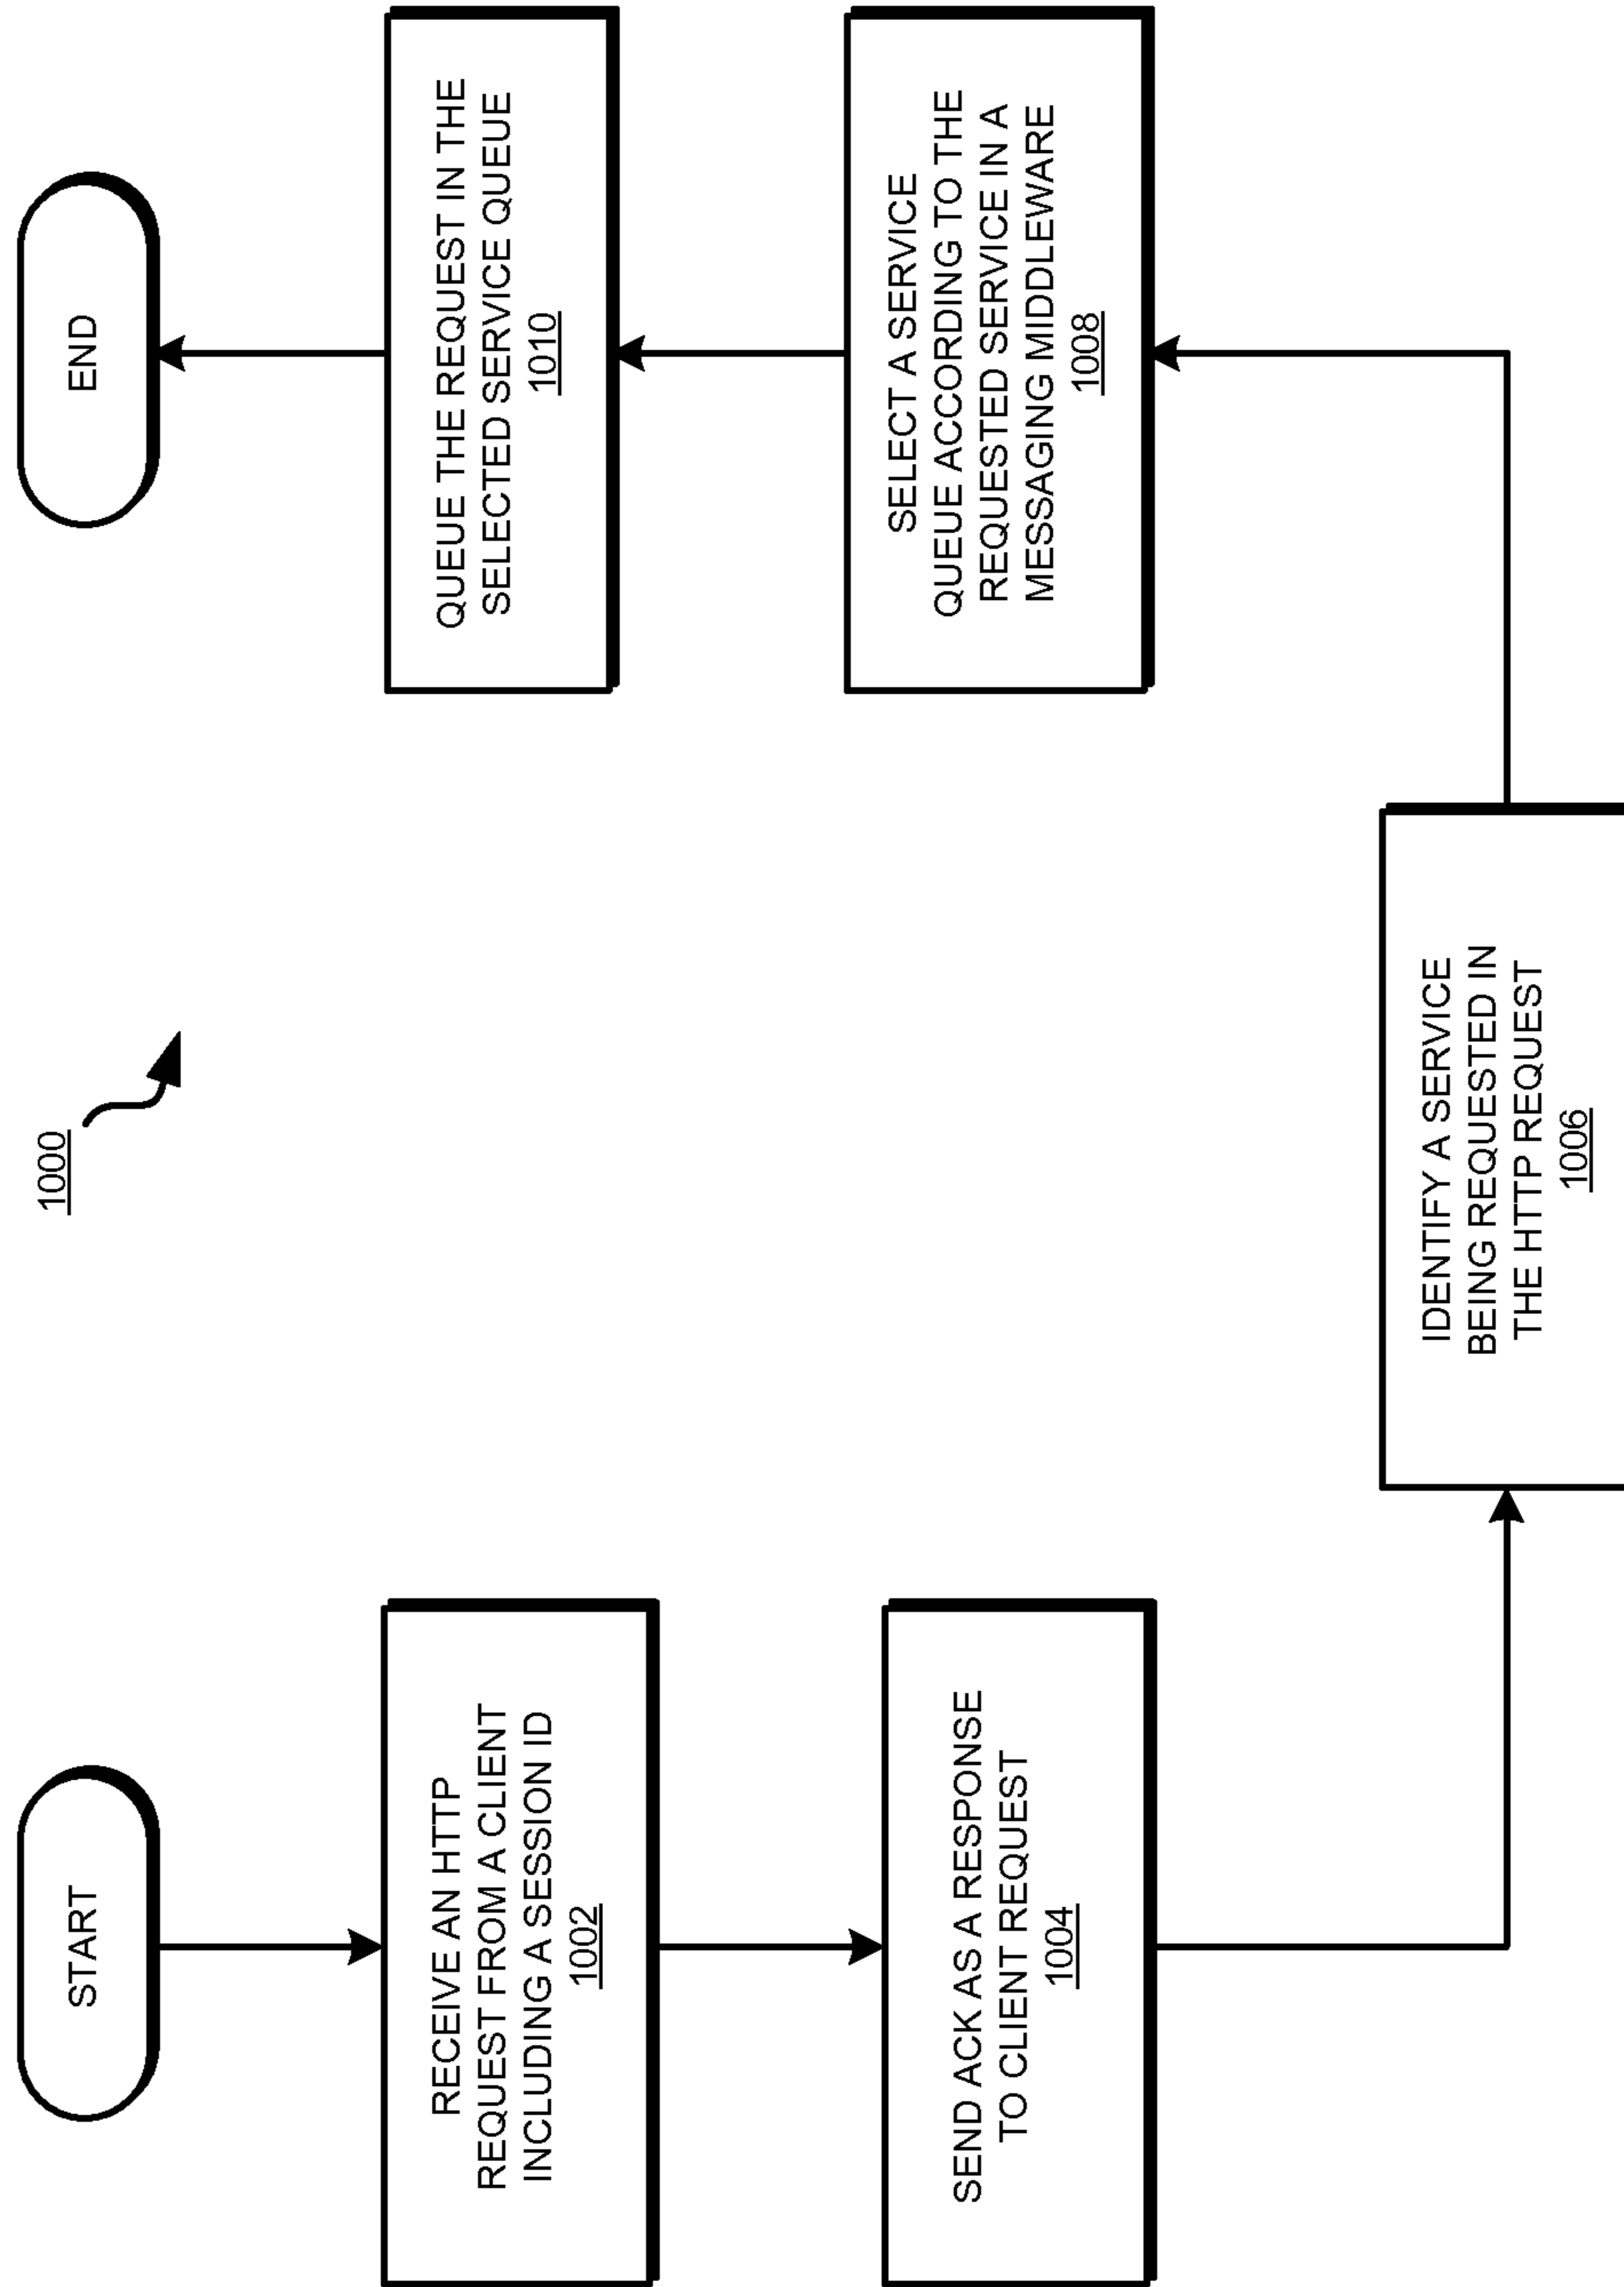 1000
START
RECEIVE AN HTTP
REQUEST FROM A CLIENT
INCLUDING A SESSION ID
1002
SEND ACK AS A RESPONSE
TO CLIENT REQUEST
1004
IDENTIFY A SERVICE
BEING REQUESTED IN
THE HTTP REQUEST
1006
SELECT A SERVICE
QUEUE ACCORDING TO THE
REQUESTED SERVICE IN A
MESSAGING MIDDLEWARE
1008
QUEUE THE REQUEST IN THE
SELECTED SERVICE QUEUE
1010
END